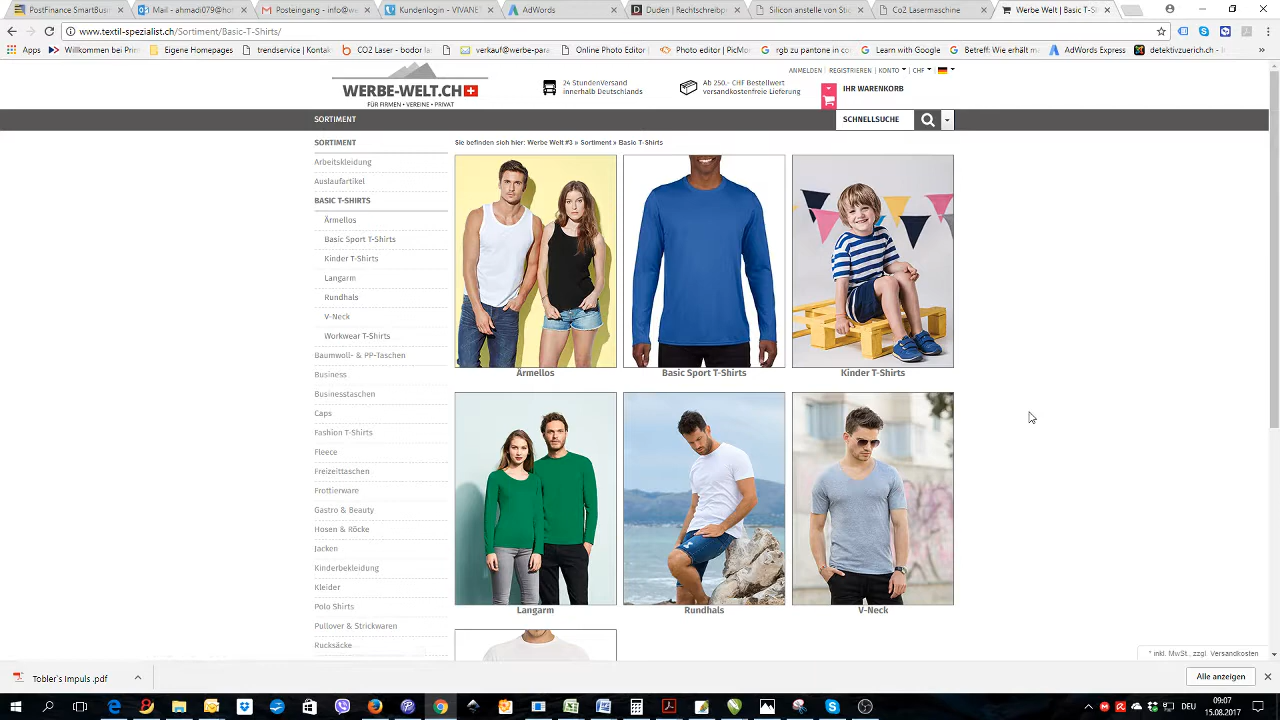 PostFinance SmartBusin
Mail - ahmadi079@hor
Posteingang - info@we
Kundenlogin - VIVANE
AdWords
Duden | Rechtschreibpr
Silicon anstelle von Sta
Co2 Lasermaschine
Werbe Welt | Basic T-Sh
www.textil-spezialist.ch/Sortiment/Basic-T-Shirts/
Apps
Willkommen bei Prim
Eigene Homepages
trendservice / Kontak
CO2 Laser - bodor la
verkauf@werbe-par
Online Photo Editor |
Photo editor | PicMon
rgb zu pantone in co
Learn with Google
Betreff: Wie erhält m
AdWords Express
detektivzuerich.ch -
ANMELDEN | REGISTRIEREN | KONTO CHF
24 StundenVersand
innerhalb Deutschlands
Ab 250.- CHF Bestellwert
versandkostenfreie Lieferung
IHR WARENKORB
WERBE-WELT.CH
FÜR FIRMEN • VEREINE • PRIVAT
SORTIMENT
SCHNELLSUCHE
SORTIMENT
Sie befinden sich hier: Werbe Welt #3 » Sortiment » Basic T-Shirts
Arbeitskleidung
Auslaufartikel
BASIC T-SHIRTS
Ärmellos
Basic Sport T-Shirts
Kinder T-Shirts
Langarm
Rundhals
V-Neck
Workwear T-Shirts
Baumwoll- & PP-Taschen
Business
Businesstaschen
Caps
Fashion T-Shirts
Fleece
Freizeittaschen
Frottierware
Gastro & Beauty
Hosen & Röcke
Jacken
Kinderbekleidung
Kleider
Polo Shirts
Pullover & Strickwaren
Rucksäcke
Ärmellos
Basic Sport T-Shirts
Kinder T-Shirts
Langarm
Rundhals
V-Neck
* inkl. MwSt., zzgl. Versandkosten
Tobler's Impuls .pdf
Alle anzeigen
DEU
09:07
15.08.2017